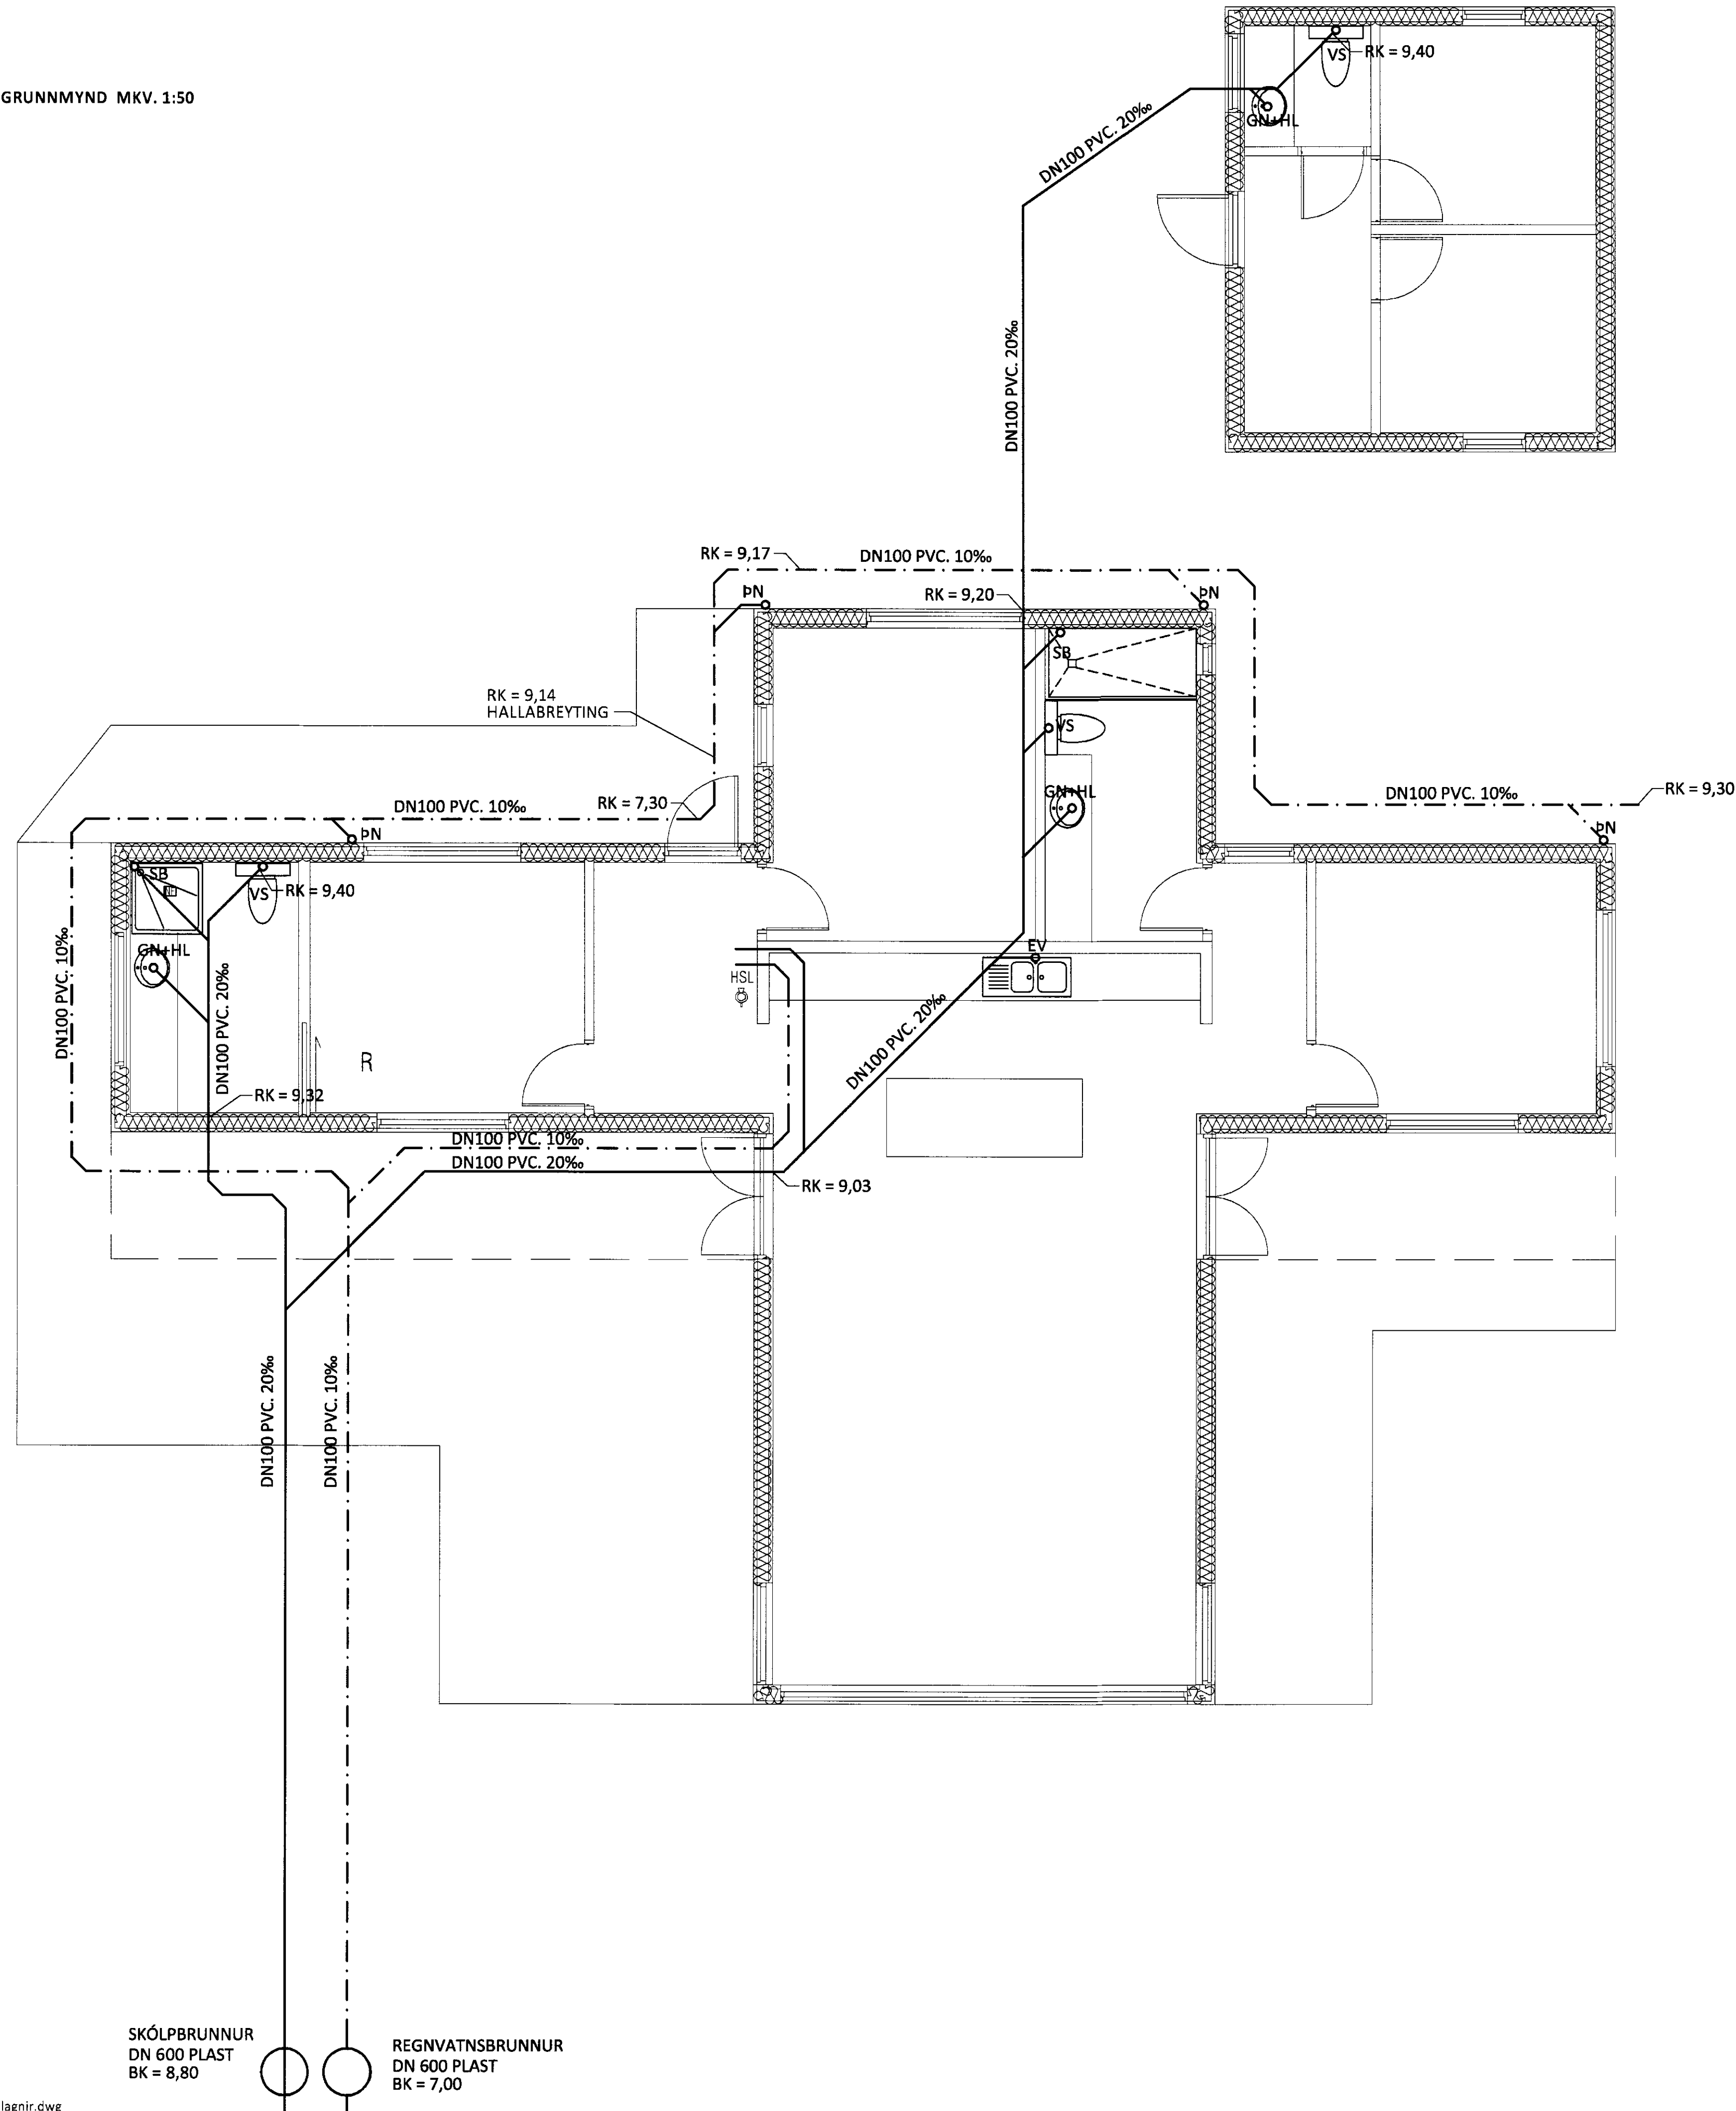 GRUNNMYND MKV. 1:50
VS
RK = 9,40
GN+HL
DN100 PVC. 20‰
DN100 PVC. 20‰
RK = 9,17
DN100 PVC. 10‰
ÞN
RK = 9,20
ÞN
SB
RK = 9,14
HALLABREYTING
VS
GN+HL
DN100 PVC. 10‰
RK = 7,30
DN100 PVC. 10‰
RK = 9,30
ÞN
ÞN
SB
NF
VS
RK = 9,40
GN+HL
DN100 PVC. 10‰
DN100 PVC. 20‰
EV
HSL
DN100 PVC. 20‰
R
RK = 9,32
DN100 PVC. 10‰
DN100 PVC. 20‰
RK = 9,03
DN100 PVC. 20‰
DN100 PVC. 10‰
SKÓLPBRUNNUR
DN 600 PLAST
BK = 8,80
REGNVATNSBRUNNUR
DN 600 PLAST
BK = 7,00
lagnir.dwg